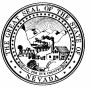 THE GREAT SEAL OF THE STATE OF
NEVADA